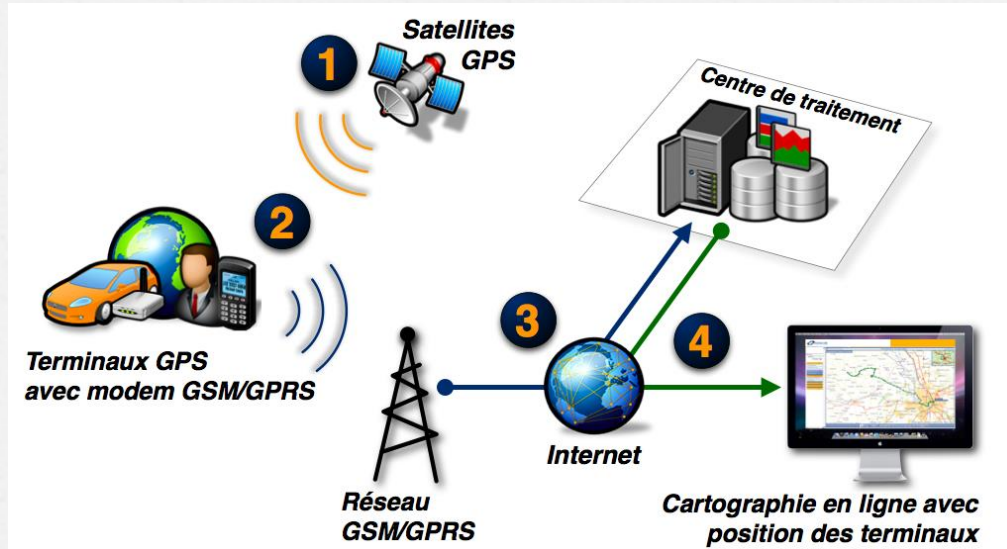 1
Satellites
GPS
Centre de traitement
2
Terminaux GPS
avec modem GSM/GPRS
3
4
Internet
Réseau
GSM/GPRS
Cartographie en ligne avec
position des terminaux